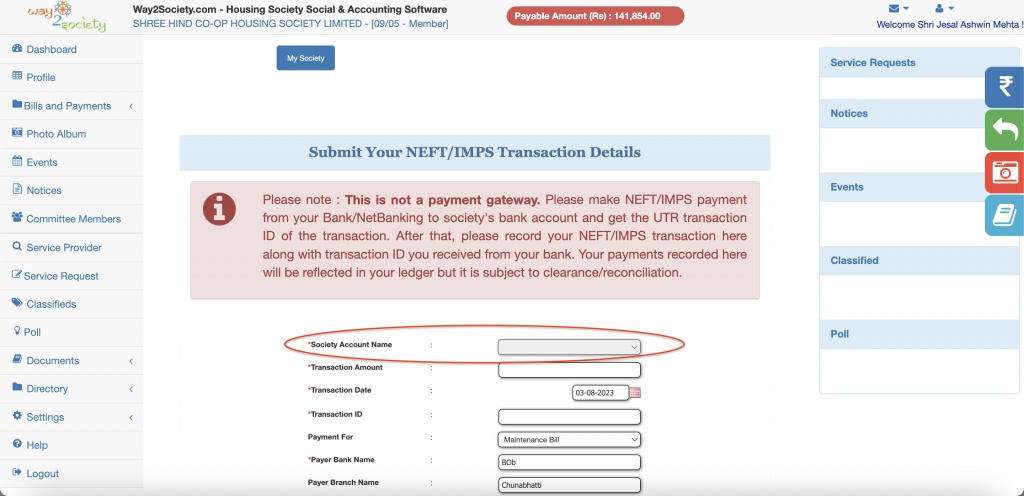 way2society
Way2Society.com - Housing Society Social & Accounting Software
SHREE HIND CO-OP HOUSING SOCIETY LIMITED - [09/05 - Member]
Payable Amount (Rs) : 141,854.00
Welcome Shri Jesal Ashwin Mehta !
Dashboard
Profile
Bills and Payments
Photo Album
Events
Notices
Committee Members
Service Provider
Service Request
Classifieds
Poll
Documents
Directory
Settings
Help
Logout
My Society
Submit Your NEFT/IMPS Transaction Details
Please note : This is not a payment gateway. Please make NEFT/IMPS payment
from your Bank/NetBanking to society's bank account and get the UTR transaction
ID of the transaction. After that, please record your NEFT/IMPS transaction here
along with transaction ID you received from your bank. Your payments recorded here
will be reflected in your ledger but it is subject to clearance/reconciliation.
*Society Account Name :
*Transaction Amount :
*Transaction Date : 03-08-2023
*Transaction ID :
Payment For : Maintenance Bill
*Payer Bank Name : BOb
Payer Branch Name : Chunabhatti
Service Requests
Notices
Events
Classified
Poll
₹